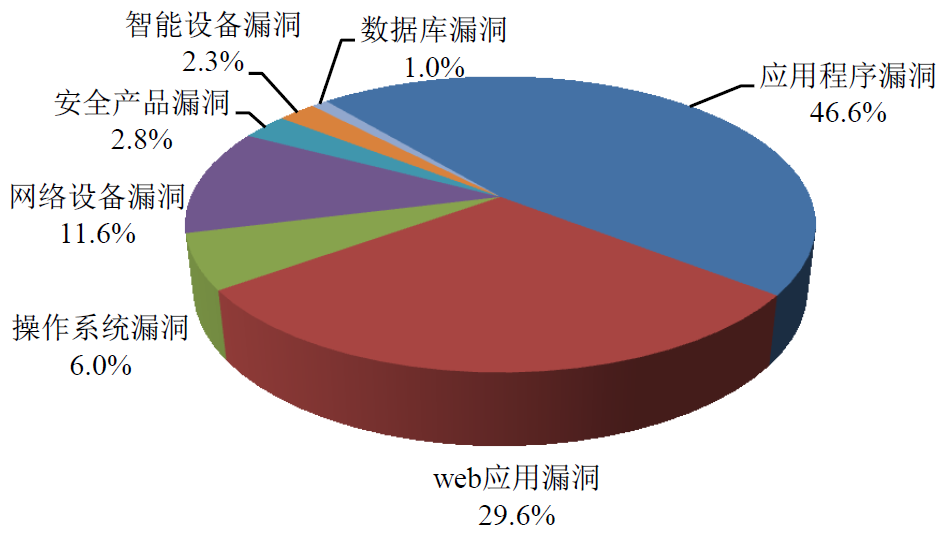 智能设备漏洞
2.3%
数据库漏洞
1.0%
应用程序漏洞
46.6%
安全产品漏洞
2.8%
网络设备漏洞
11.6%
操作系统漏洞
6.0%
web应用漏洞
29.6%